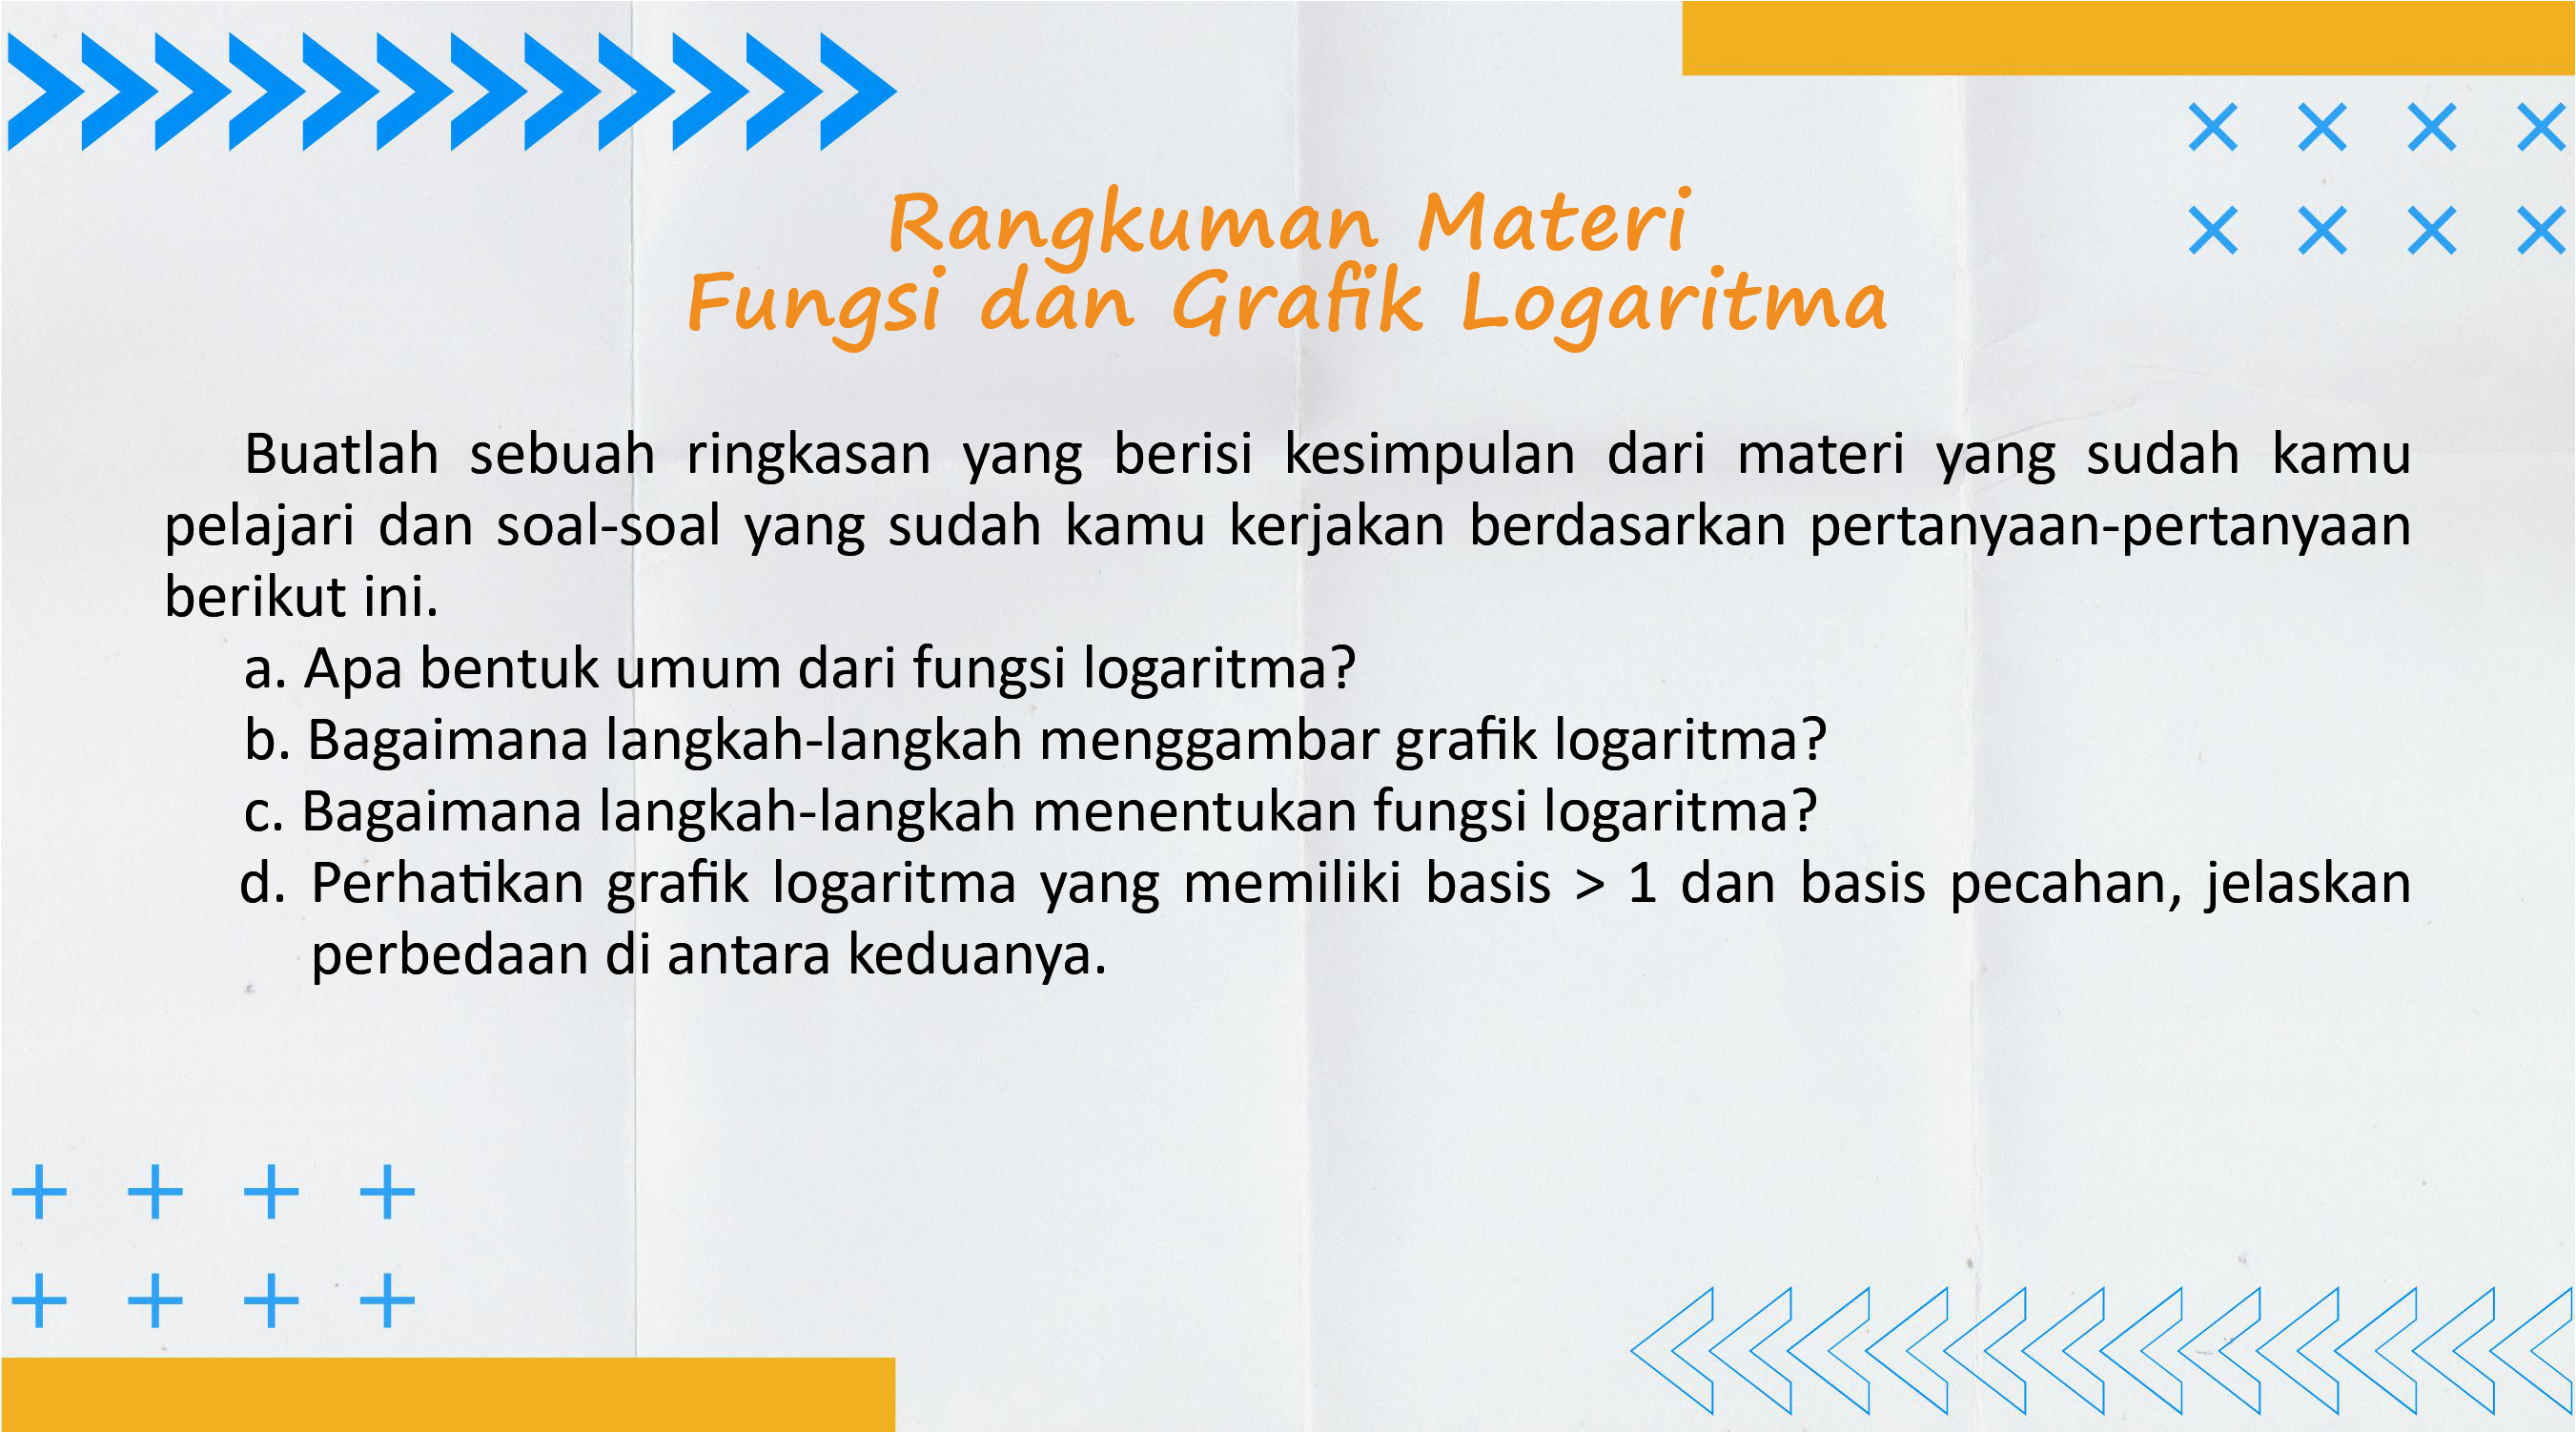 Rangkuman Materi
Fungsi dan Grafik Logaritma
Buatlah sebuah ringkasan yang berisi kesimpulan dari materi yang sudah kamu
pelajari dan soal-soal yang sudah kamu kerjakan berdasarkan pertanyaan-pertanyaan
berikut ini.
a. Apa bentuk umum dari fungsi logaritma?
b. Bagaimana langkah-langkah menggambar grafik logaritma?
c. Bagaimana langkah-langkah menentukan fungsi logaritma?
d. Perhatikan grafik logaritma yang memiliki basis > 1 dan basis pecahan, jelaskan
perbedaan di antara keduanya.